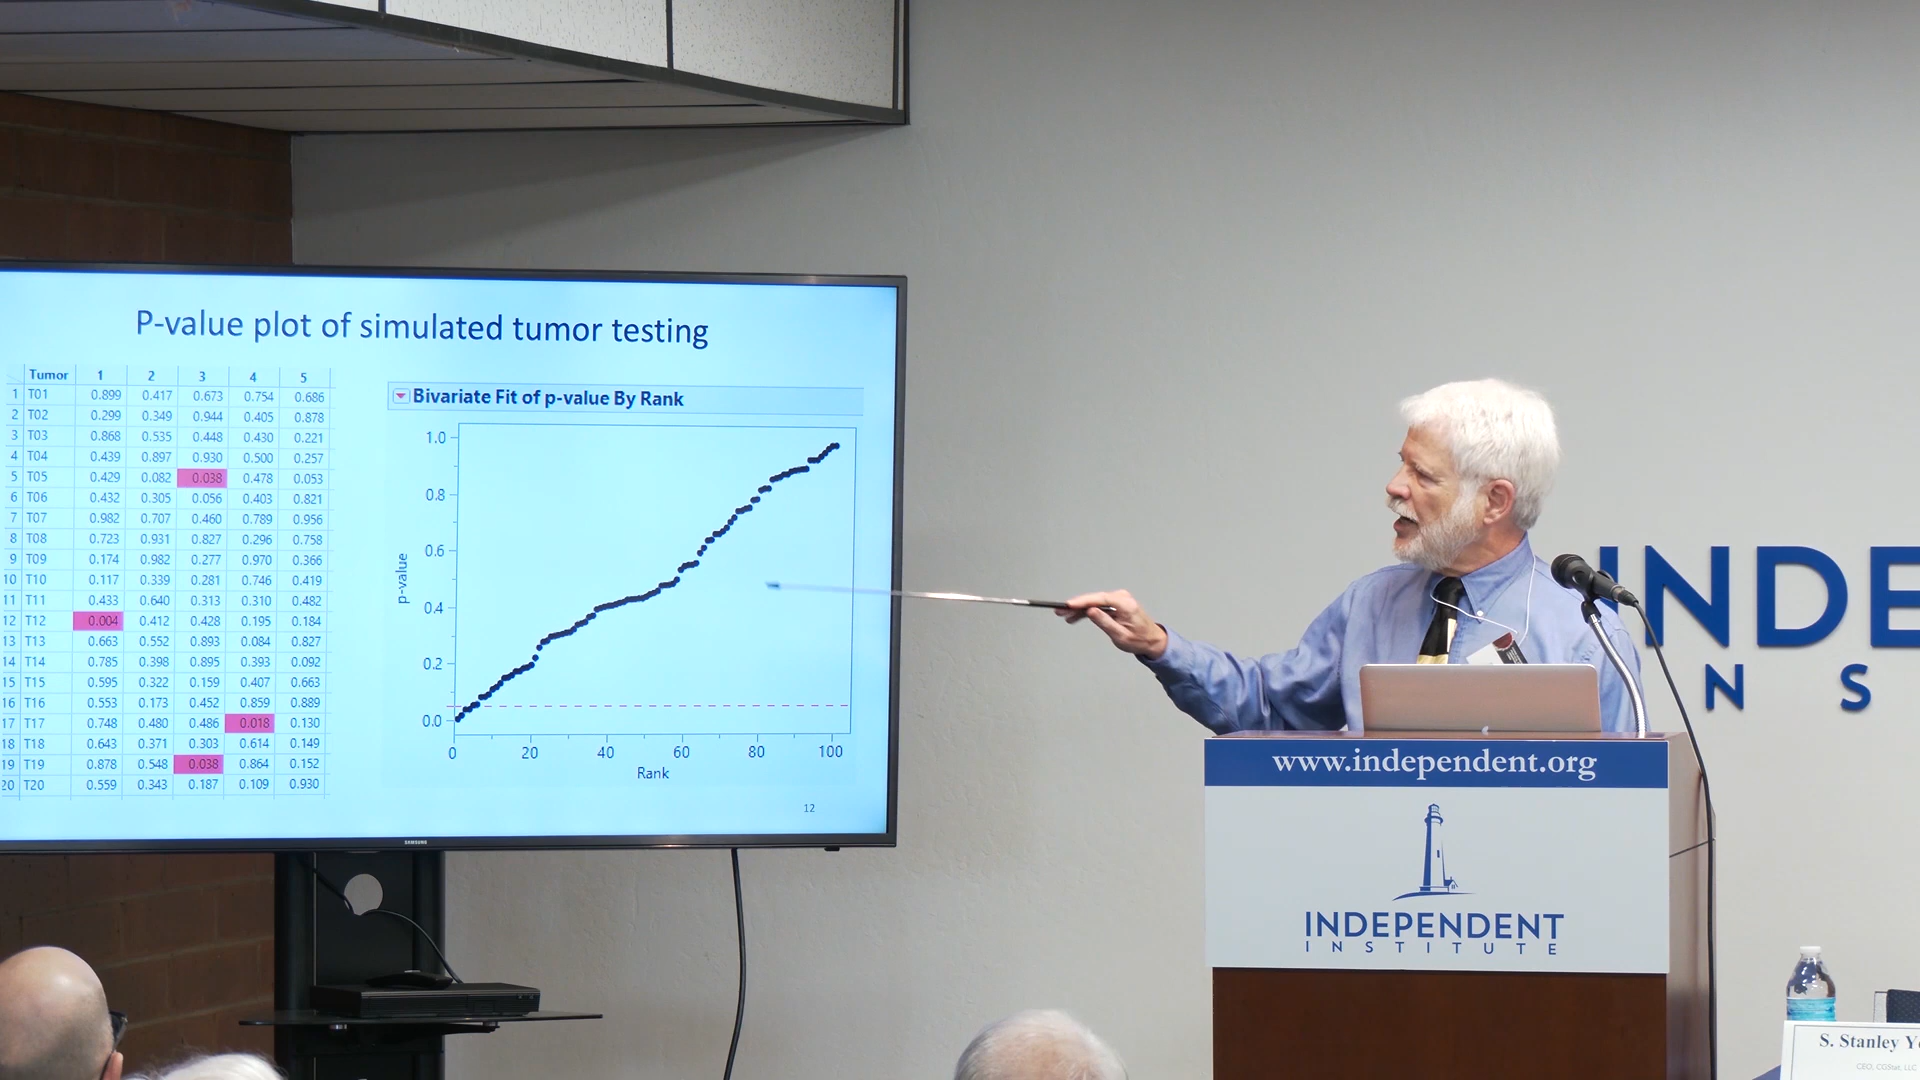 P-value plot of simulated tumor testing
Tumor 1 2 3 4 5
1 T01 0.899 0.417 0.673 0.754 0.686
2 T02 0.299 0.349 0.944 0.405 0.878
3 T03 0.868 0.535 0.448 0.430 0.221
4 T04 0.439 0.897 0.930 0.500 0.257
5 T05 0.429 0.082 0.038 0.478 0.053
6 T06 0.432 0.305 0.056 0.403 0.821
7 T07 0.982 0.707 0.460 0.789 0.956
8 T08 0.723 0.931 0.827 0.296 0.758
9 T09 0.174 0.982 0.277 0.970 0.366
10 T10 0.117 0.339 0.281 0.746 0.419
11 T11 0.433 0.640 0.313 0.310 0.482
12 T12 0.004 0.412 0.428 0.195 0.184
13 T13 0.663 0.552 0.893 0.084 0.827
14 T14 0.785 0.398 0.895 0.393 0.092
15 T15 0.595 0.322 0.159 0.407 0.663
16 T16 0.553 0.173 0.452 0.859 0.889
17 T17 0.748 0.480 0.486 0.018 0.130
18 T18 0.643 0.371 0.303 0.614 0.149
19 T19 0.878 0.548 0.038 0.864 0.152
20 T20 0.559 0.343 0.187 0.109 0.930
Bivariate Fit of p-value By Rank
1.0
0.8
0.6
0.4
0.2
0.0
p-value
0 20 40 60 80 100
Rank
12
SAMSUNG
INDE
INS
www.independent.org
INDEPENDENT
INSTITUTE
S. Stanley Y
CEO, CGStat, LLC